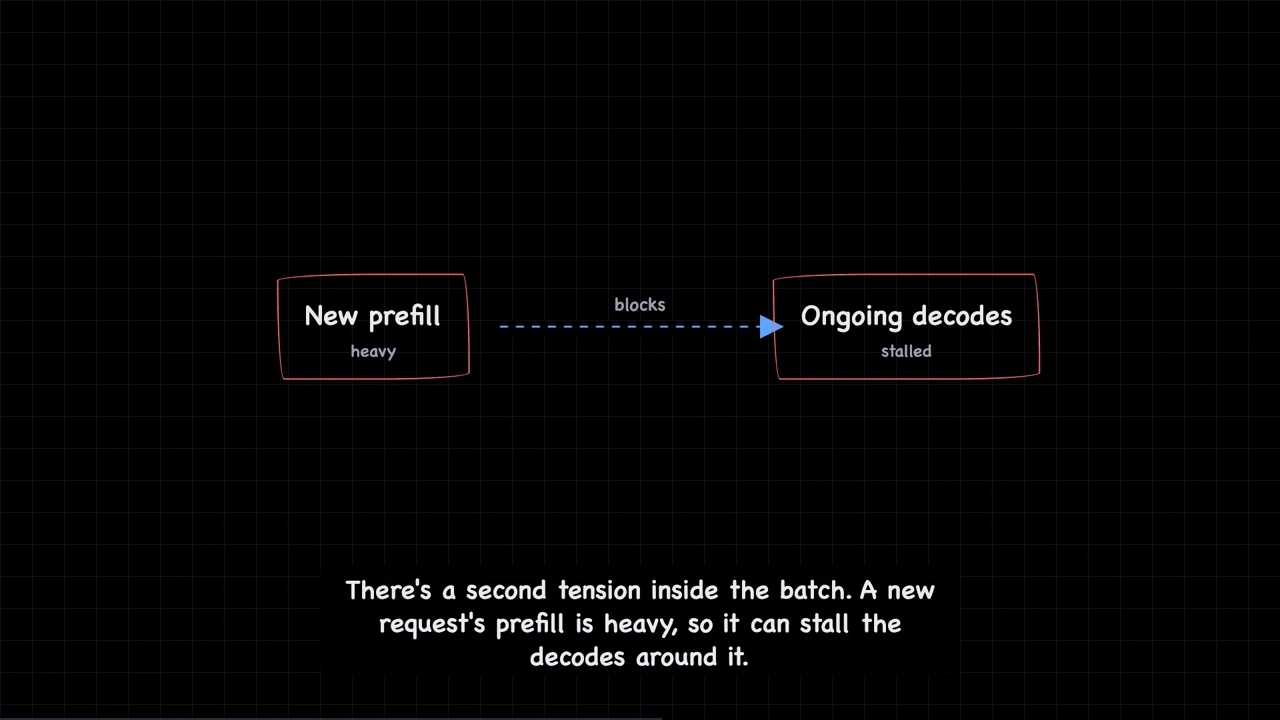 blocks
New prefill
heavy
Ongoing decodes
stalled
There's a second tension inside the batch. A new
request's prefill is heavy, so it can stall the
decodes around it.